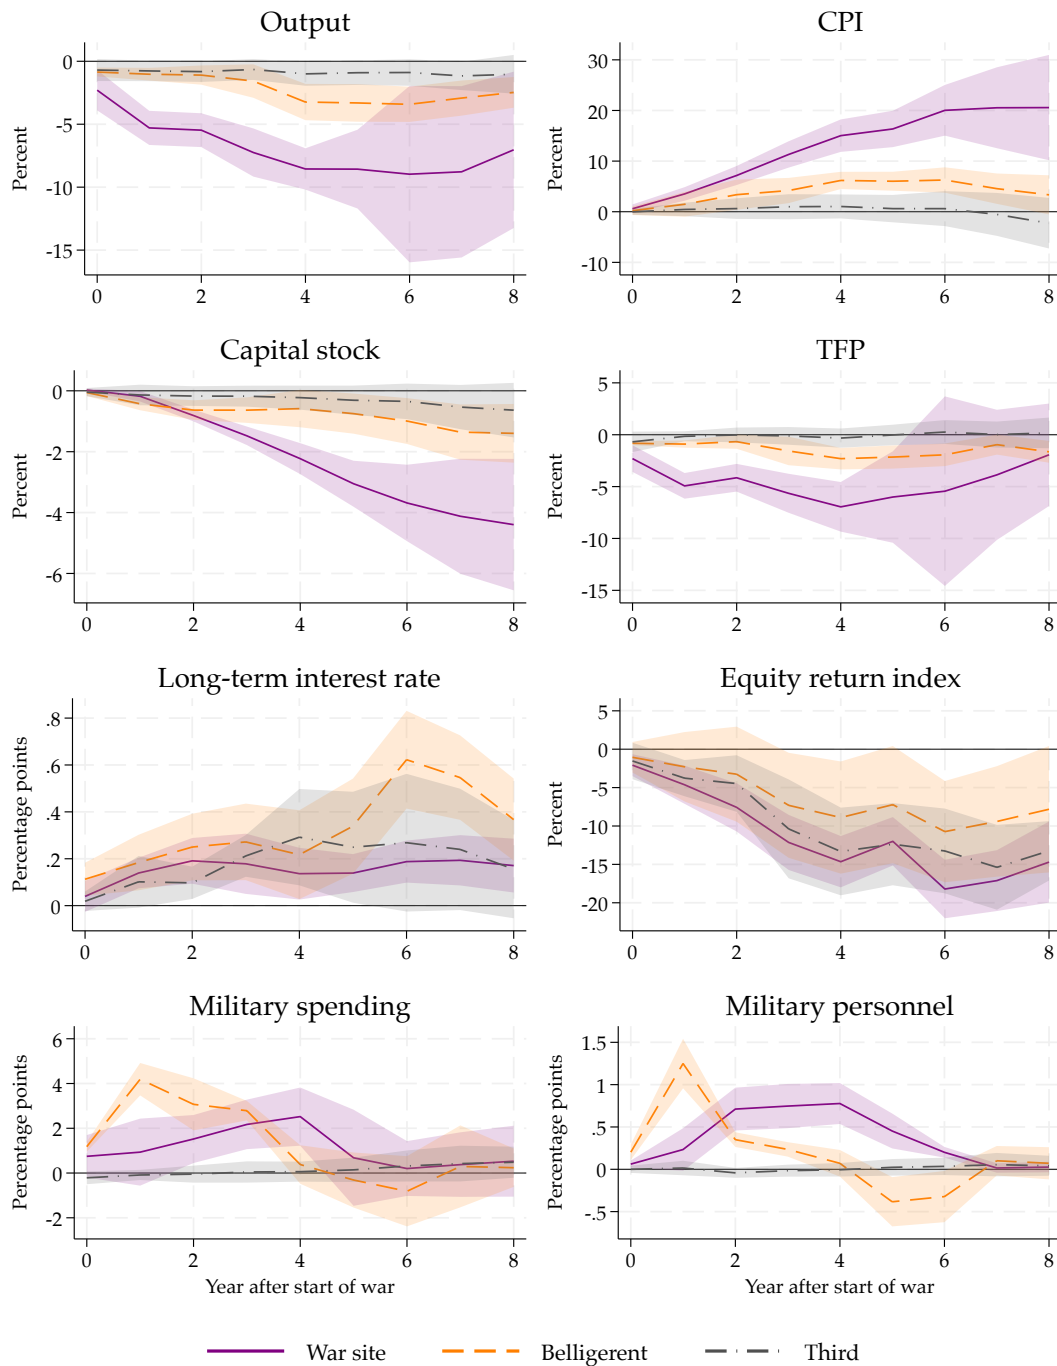 Output
CPI
Percent
0
-5
-10
-15
0 2 4 6 8
Percent
30
20
10
0
-10
0 2 4 6 8
Capital stock
TFP
Percent
0
-2
-4
-6
0 2 4 6 8
Percent
5
0
-5
-10
-15
0 2 4 6 8
Long-term interest rate
Equity return index
Percentage points
.8
.6
.4
.2
0
0 2 4 6 8
Percent
5
0
-5
-10
-15
-20
0 2 4 6 8
Military spending
Military personnel
Percentage points
6
4
2
0
-2
0 2 4 6 8
Year after start of war
Percentage points
1.5
1
.5
0
-.5
0 2 4 6 8
Year after start of war
War site Belligerent Third